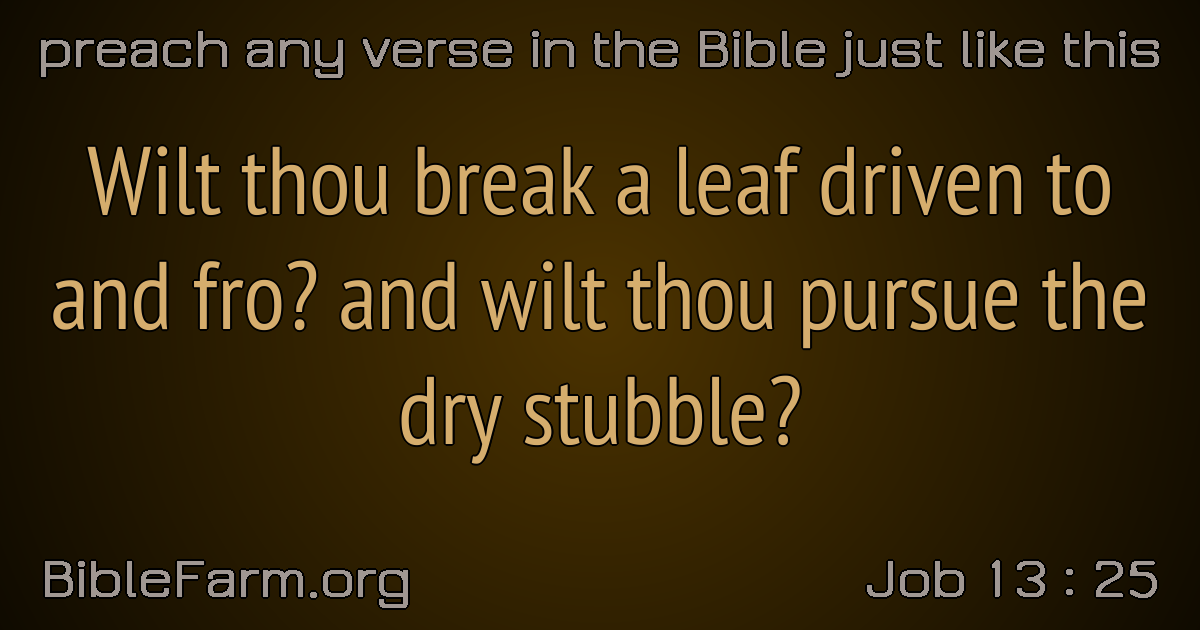 preach any verse in the Bible just like this
Wilt thou break a leaf driven to
and fro? and wilt thou pursue the
dry stubble?
BibleFarm.org
Job 13 : 25